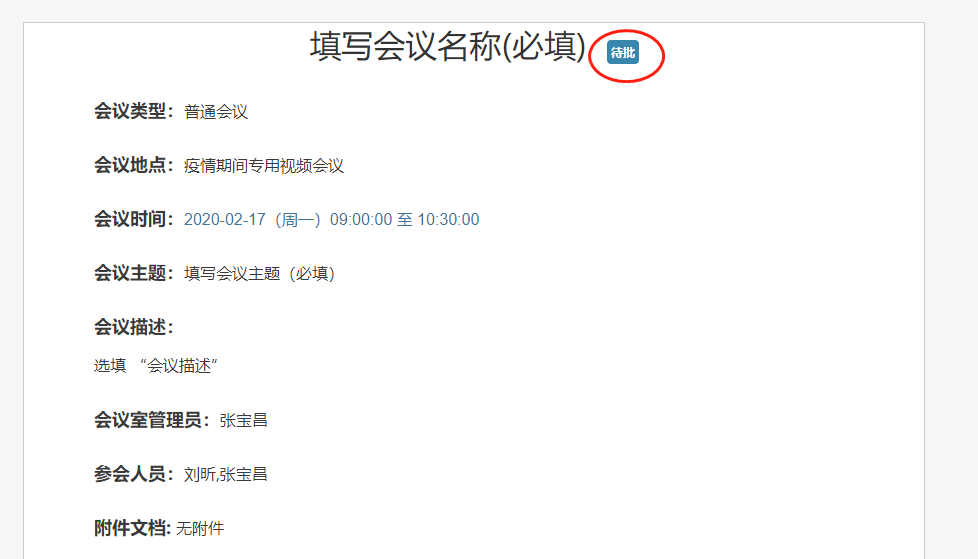 填写会议名称(必填) 待批
会议类型：普通会议
会议地点：疫情期间专用视频会议
会议时间：2020-02-17（周一）09:00:00 至 10:30:00
会议主题：填写会议主题（必填）
会议描述：
选填 “会议描述”
会议室管理员：张宝昌
参会人员：刘昕,张宝昌
附件文档: 无附件